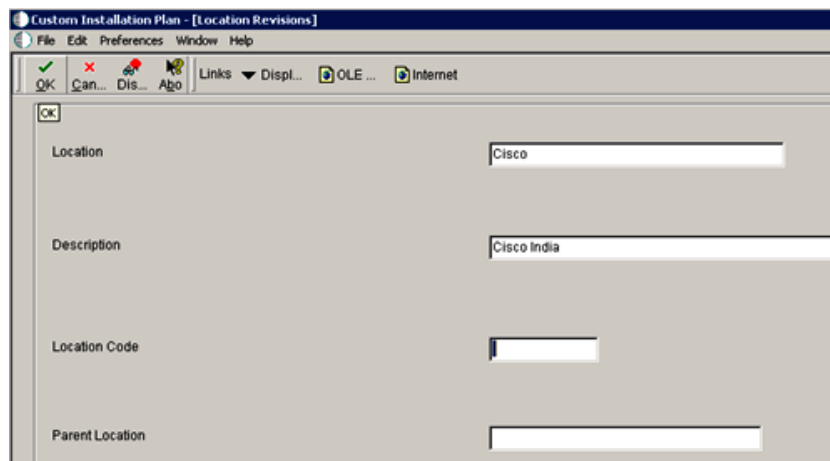 Custom Installation Plan - [Location Revisions]
File Edit Preferences Window Help
OK Can... Dis... Abo Links Displ... OLE ... Internet
OK
Location Cisco
Description Cisco India
Location Code
Parent Location